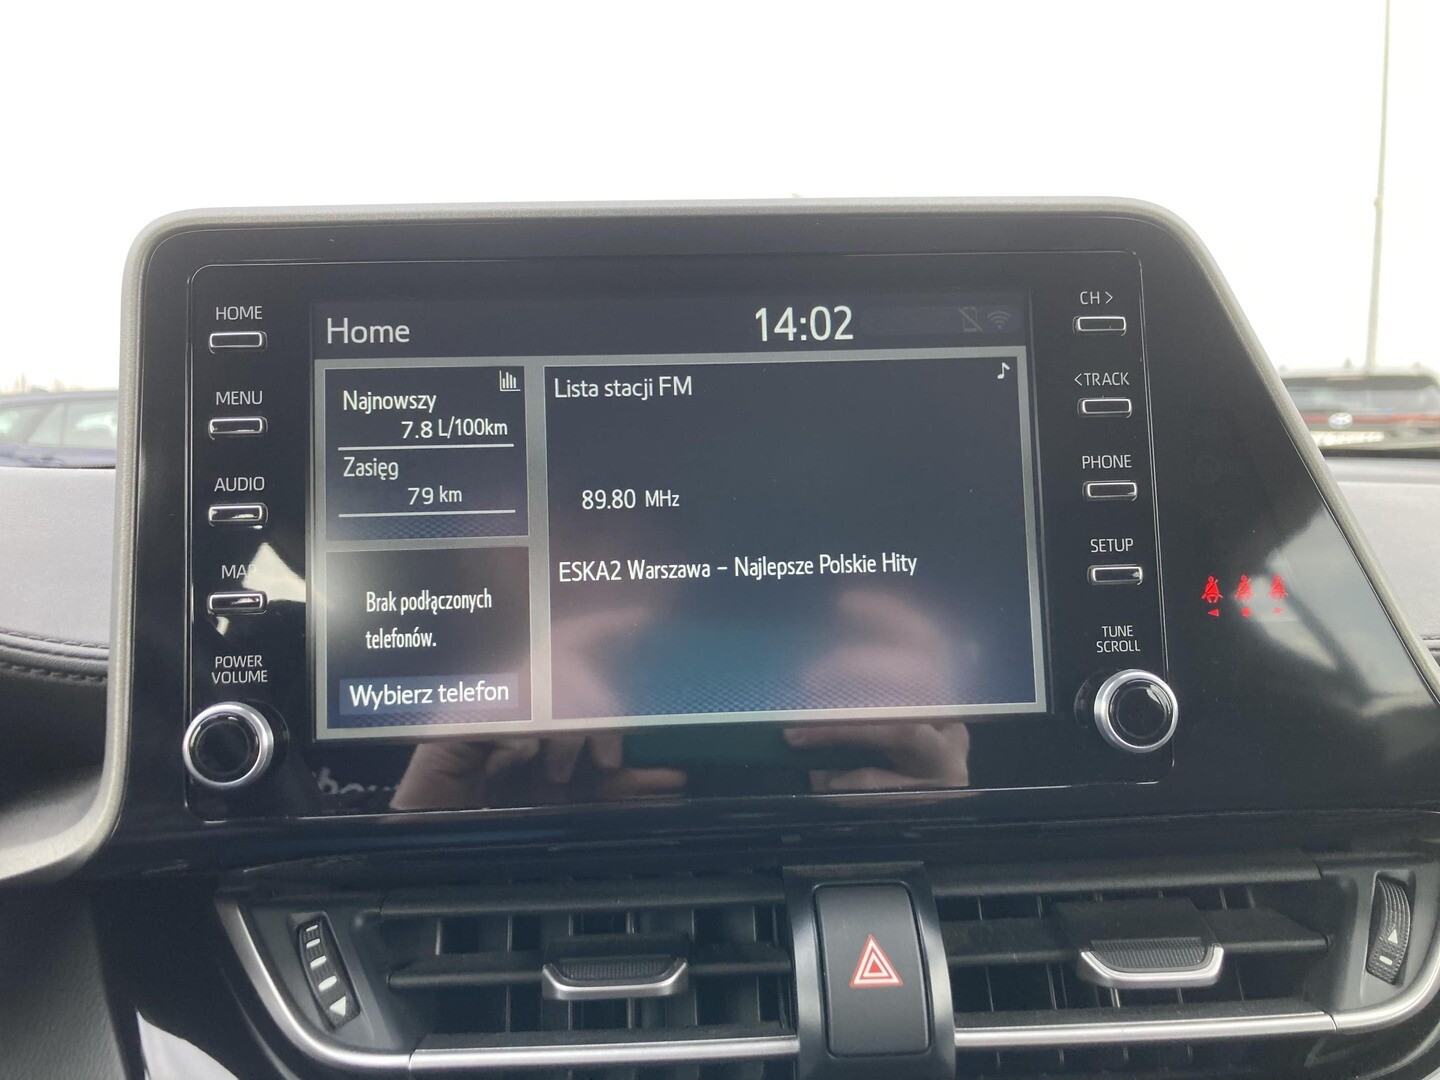 HOME
MENU
AUDIO
MAP
POWER
VOLUME
Home
14:02
Najnowszy
7.8 L/100km
Zasięg
79 km
Brak podłączonych
telefonów.
Wybierz telefon
Lista stacji FM
89.80 MHz
ESKA2 Warszawa – Najlepsze Polskie Hity
CH >
< TRACK
PHONE
SETUP
TUNE
SCROLL